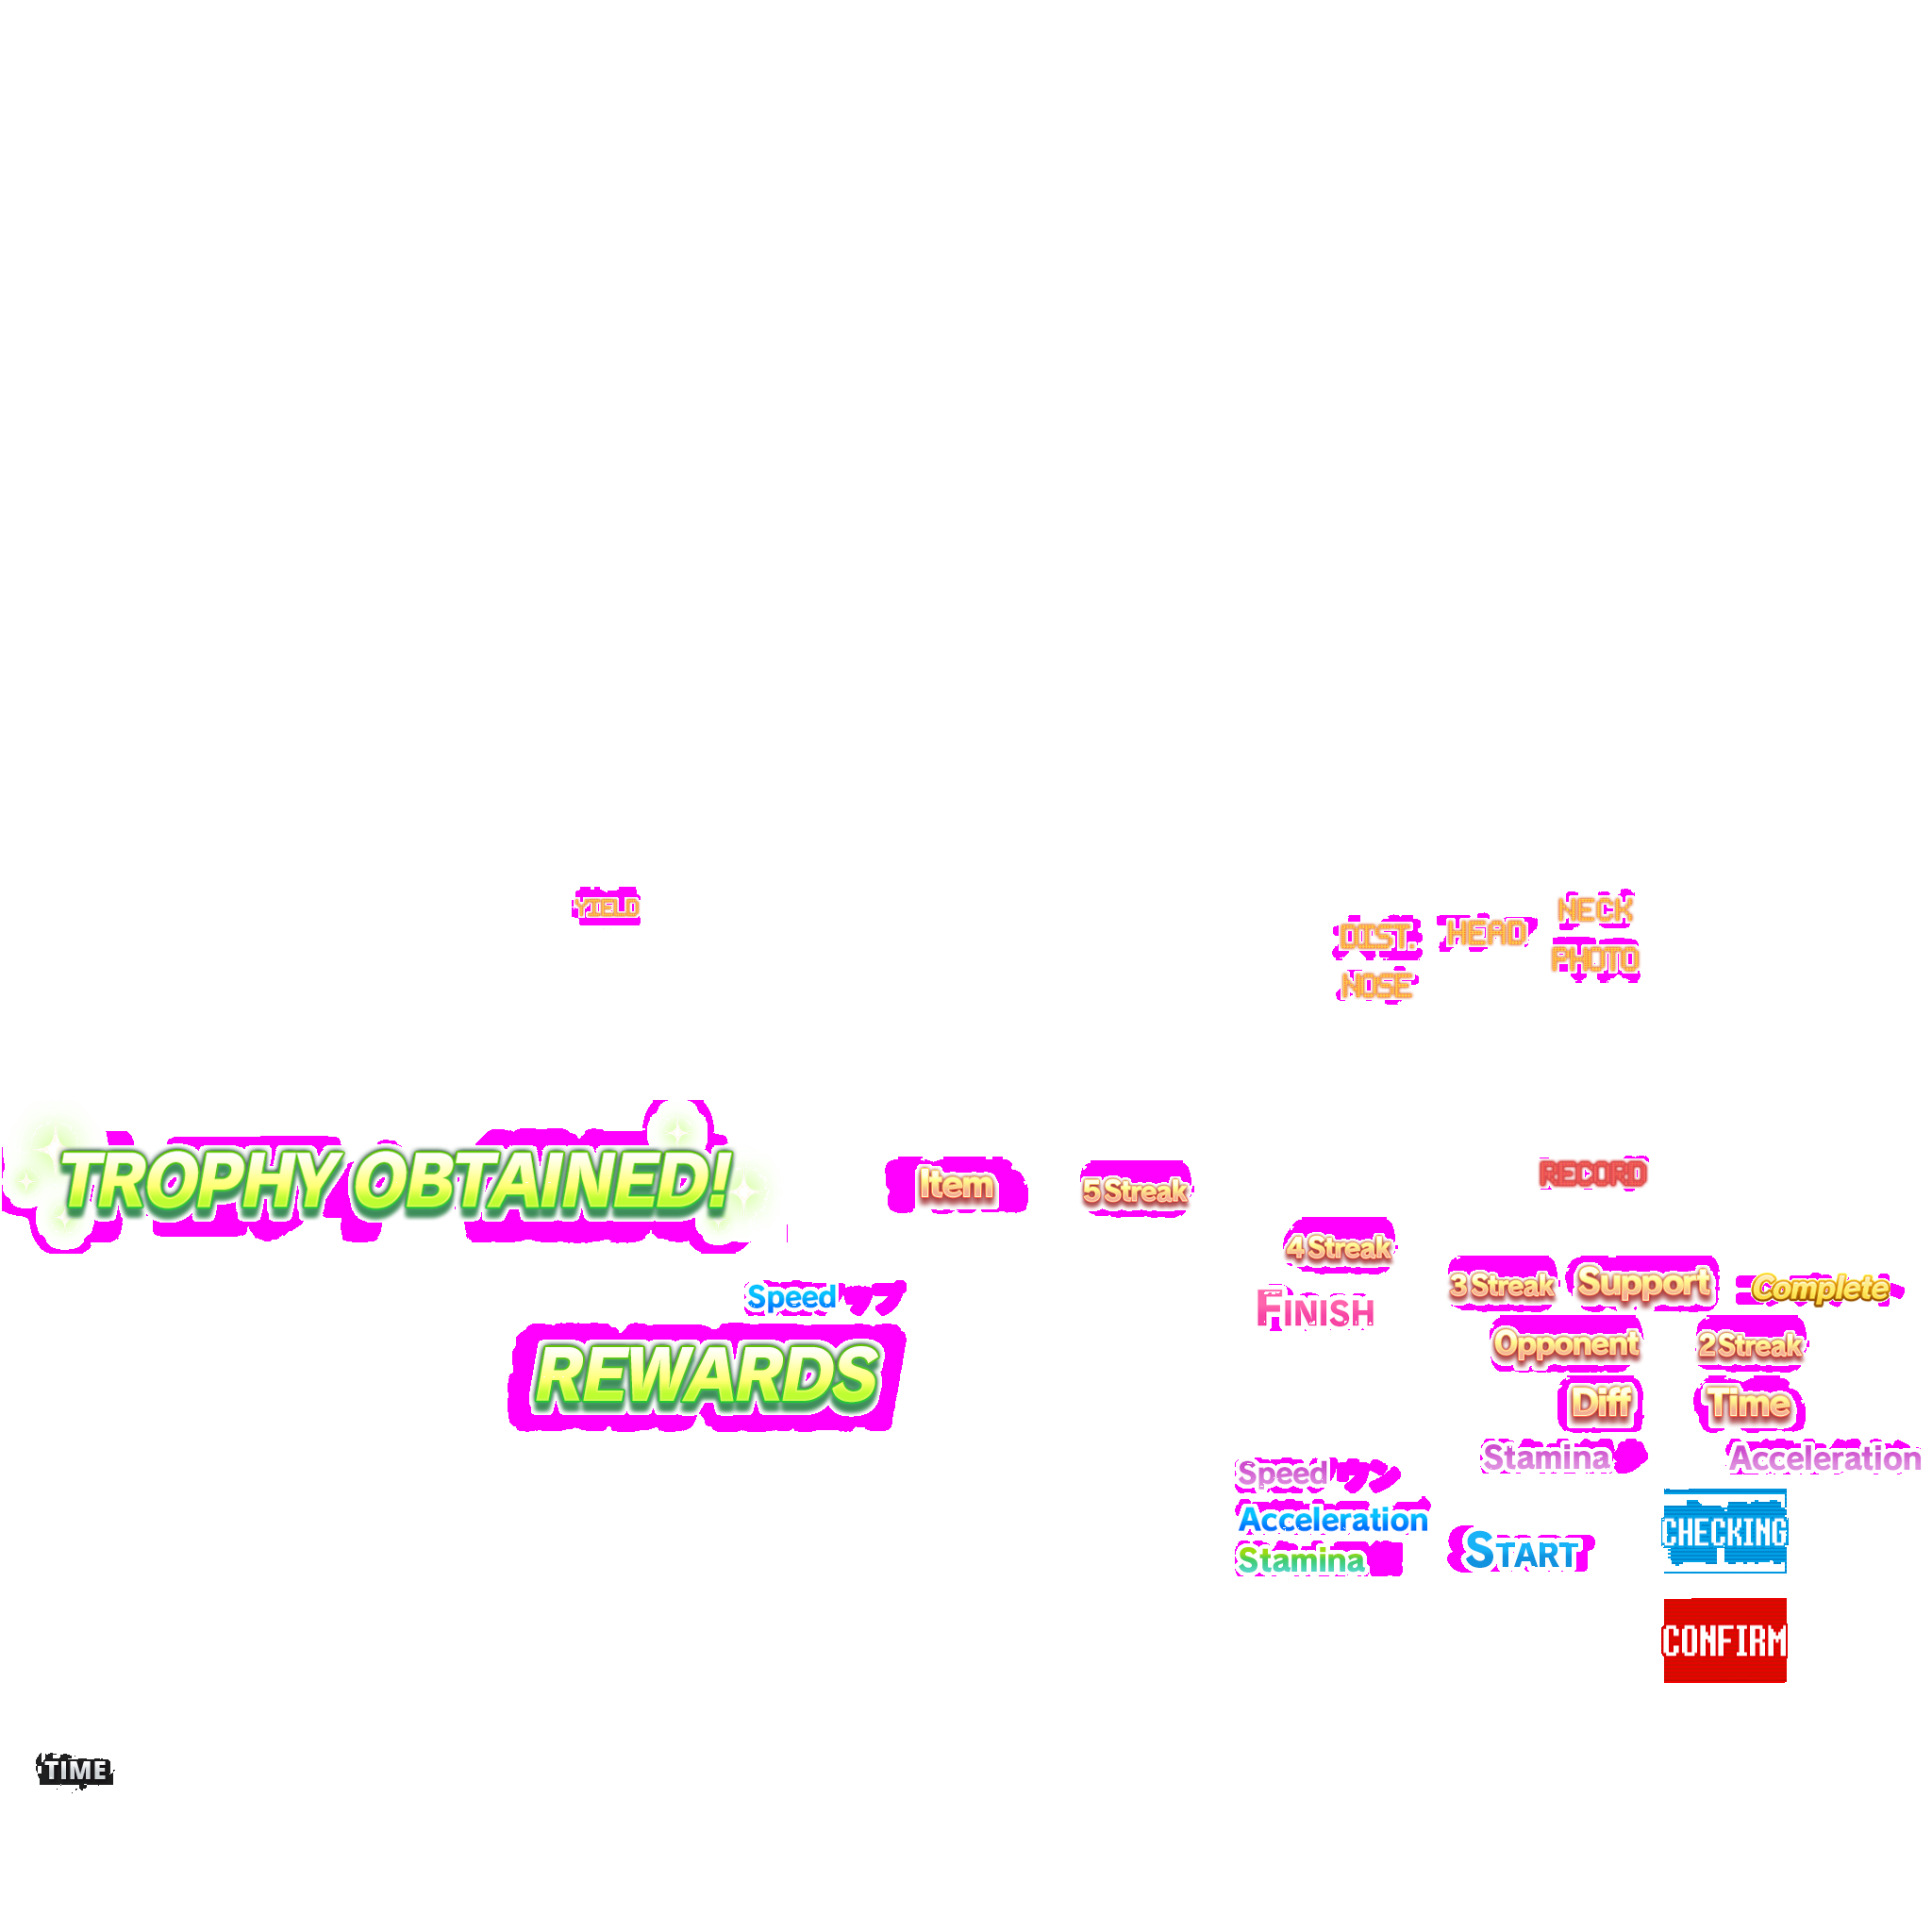 YIELD
NECK
DIST.
HEAD
PHOTO
NOSE
TROPHY OBTAINED!
Item
5 Streak
RECORD
4 Streak
Speed
FINISH
3 Streak
Support
Complete
REWARDS
Opponent
2 Streak
Diff
Time
Stamina
Acceleration
Speed
Acceleration
Stamina
START
CHECKING
CONFIRM
TIME